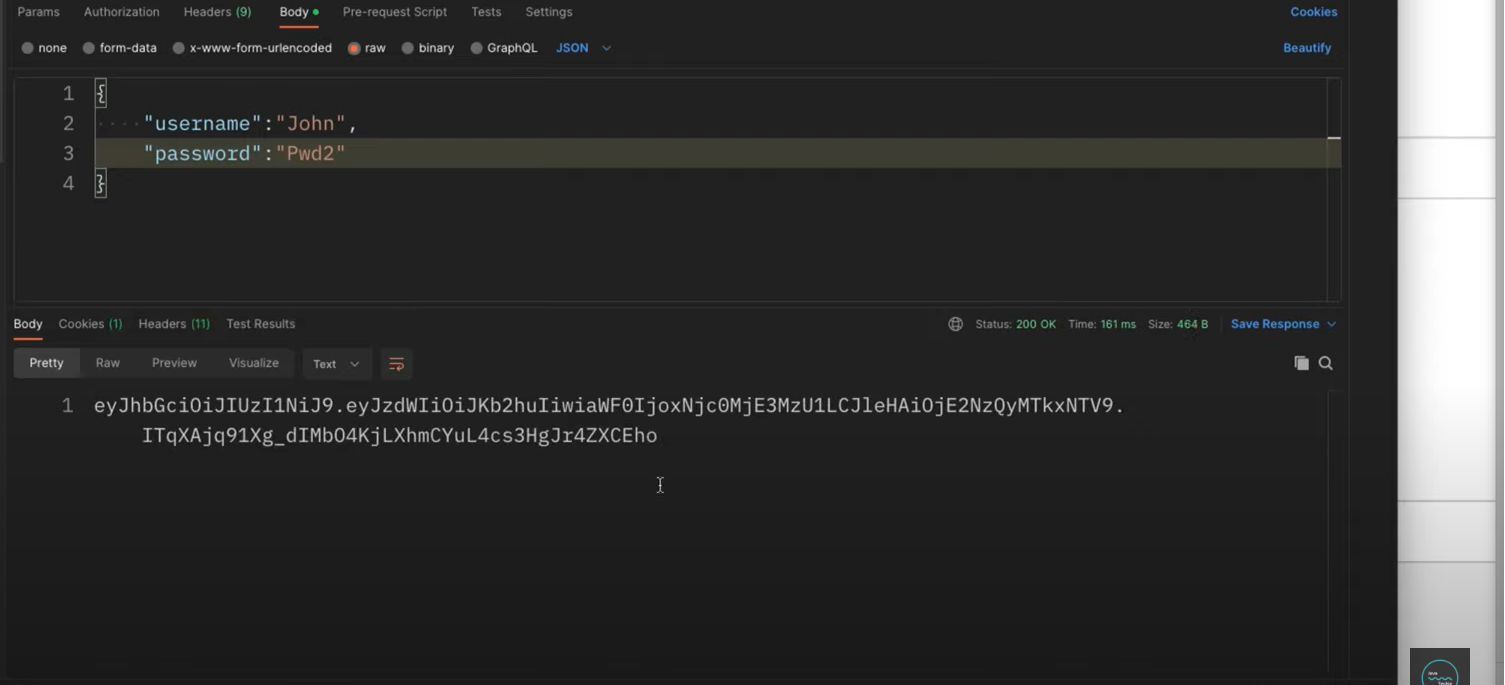 Params Authorization Headers (9) Body Pre-request Script Tests Settings Cookies
none form-data x-www-form-urlencoded raw binary GraphQL JSON Beautify
1 {
2 "username":"John",
3 "password":"Pwd2"
4 }
Body Cookies (1) Headers (11) Test Results Status: 200 OK Time: 161 ms Size: 464 B Save Response
Pretty Raw Preview Visualize Text
1 eyJhbGciOiJIUzI1NiJ9.eyJzdWIiOiJKb2huIiwiaWF0IjoxNjc0MjE3MzU1LCJleHAiOjE2NzQyMTkxNTV9.
ITqXAjq91Xg_dIMbO4KjLXhmCYuL4cs3HgJr4ZXCEho
Java
Techie